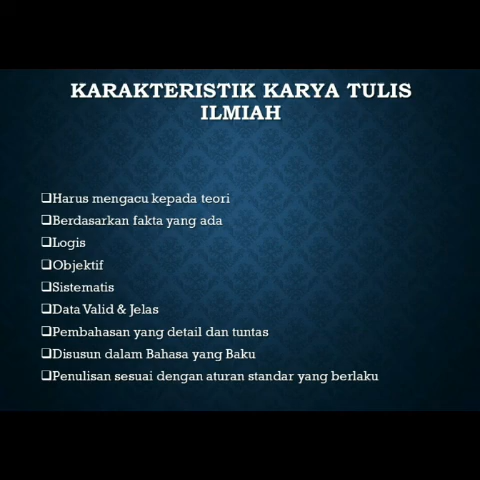 KARAKTERISTIK KARYA TULIS
ILMIAH
❑Harus mengacu kepada teori
❑Berdasarkan fakta yang ada
❑Logis
❑Objektif
❑Sistematis
❑Data Valid & Jelas
❑Pembahasan yang detail dan tuntas
❑Disusun dalam Bahasa yang Baku
❑Penulisan sesuai dengan aturan standar yang berlaku